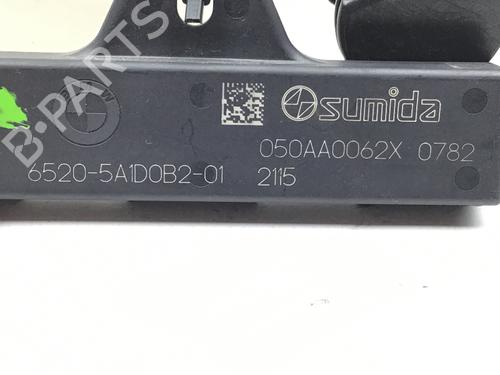 B-PARTS
sumida
050AA0062X 0782
6520-5A1D0B2-01 2115